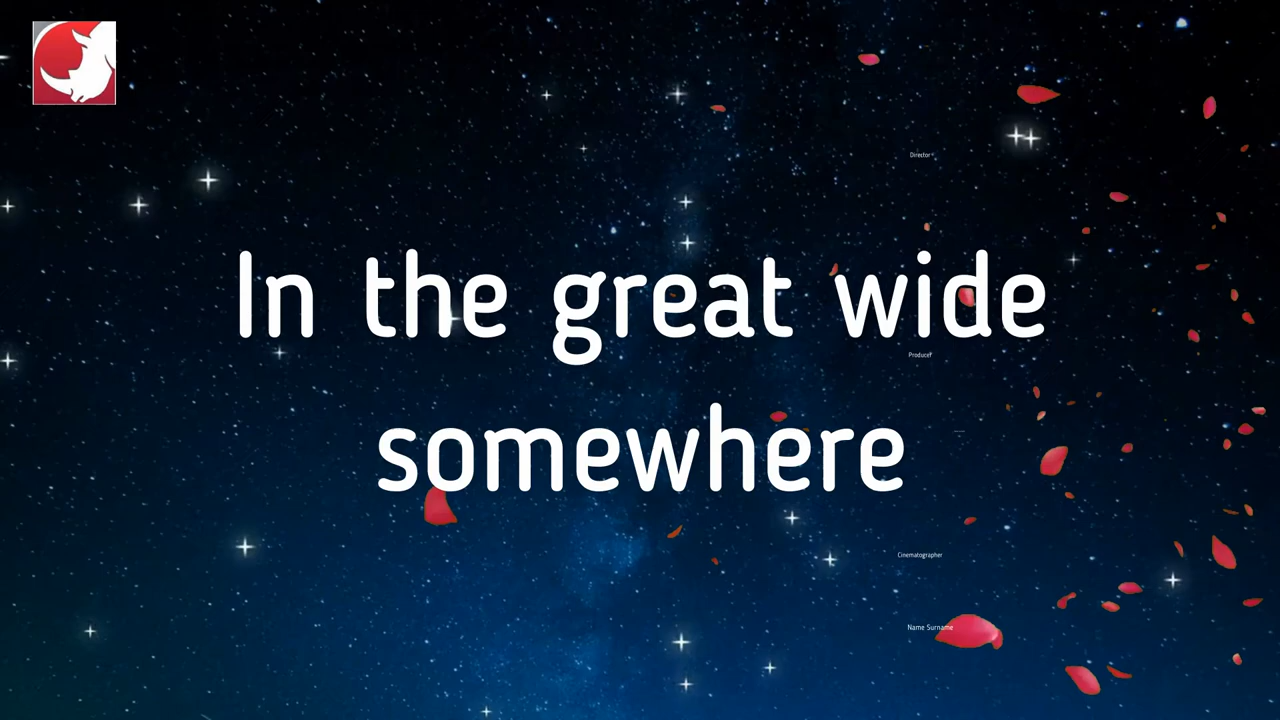 Director
In the great wide
Producer
somewhere
Cinematographer
Name Surname